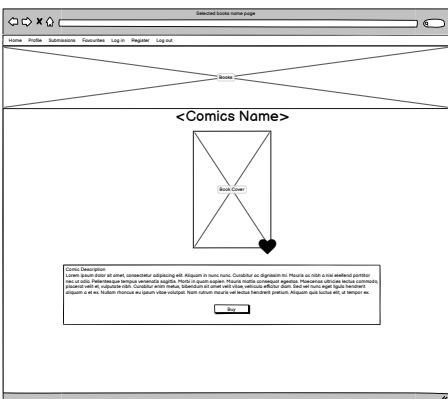 Selected books name page
Home Profile Submissions Favourites Log in Register Log out
Books
<Comics Name>
Book Cover
Comic Description
Lorem ipsum dolor sit amet, consectetur adipiscing elit. Aliquam in nunc nunc. Curabitur ac dignissim mi. Mauris ac nibh a nisi eleifend porttitor
nec ut odio. Pellentesque tempus venenatis sagittis. Morbi in quam sapien. Mauris mattis consequat egestas. Maecenas ultricies lectus commodo,
placerat velit et, vulputate nibh. Curabitur enim metus, bibendum sit amet velit vitae, vehicula efficitur diam. Sed vel nunc eget ligula hendrerit
aliquam a et ex. Nullam rhoncus eu ipsum vitae volutpat. Nam rutrum mauris vel lectus hendrerit pretium. Aliquam quis luctus elit, ut tempor ex.
Buy